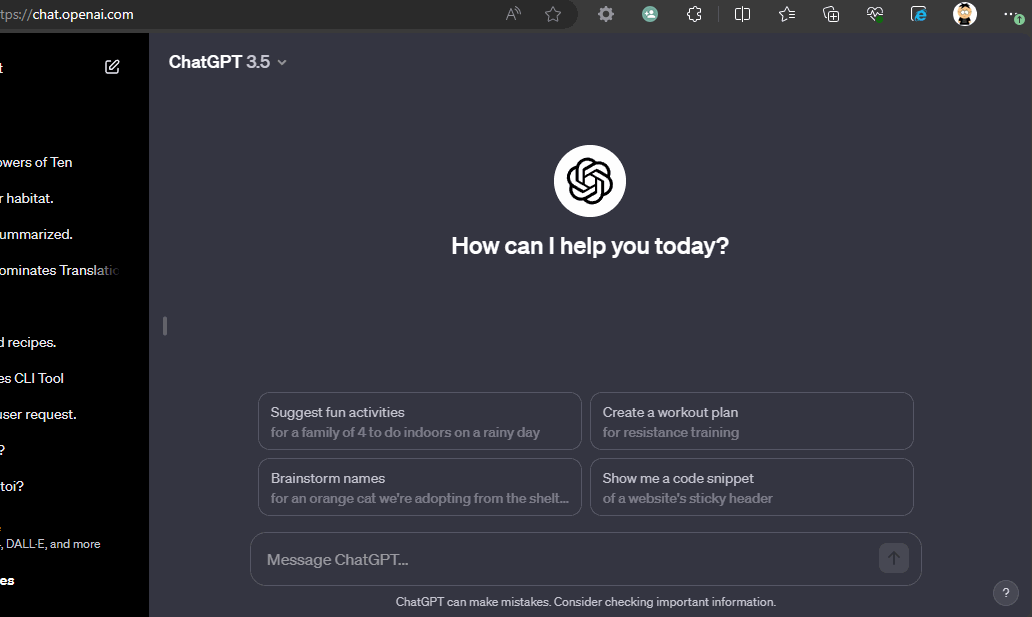 tps://chat.openai.com
t
ChatGPT 3.5
owers of Ten
r habitat.
ummarized.
ominates Translatio
d recipes.
es CLI Tool
user request.
?
toi?
, DALL·E, and more
es
How can I help you today?
Suggest fun activities
for a family of 4 to do indoors on a rainy day
Create a workout plan
for resistance training
Brainstorm names
for an orange cat we're adopting from the shelt...
Show me a code snippet
of a website's sticky header
Message ChatGPT...
ChatGPT can make mistakes. Consider checking important information.
?